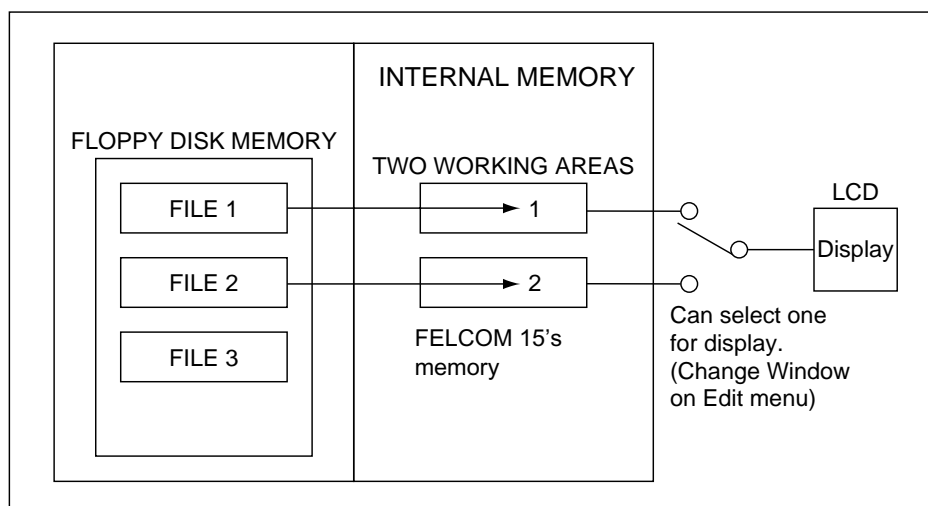 INTERNAL MEMORY
FLOPPY DISK MEMORY
TWO WORKING AREAS
FILE 1
FILE 2
FILE 3
1
2
FELCOM 15's
memory
LCD
Display
Can select one
for display.
(Change Window
on Edit menu)